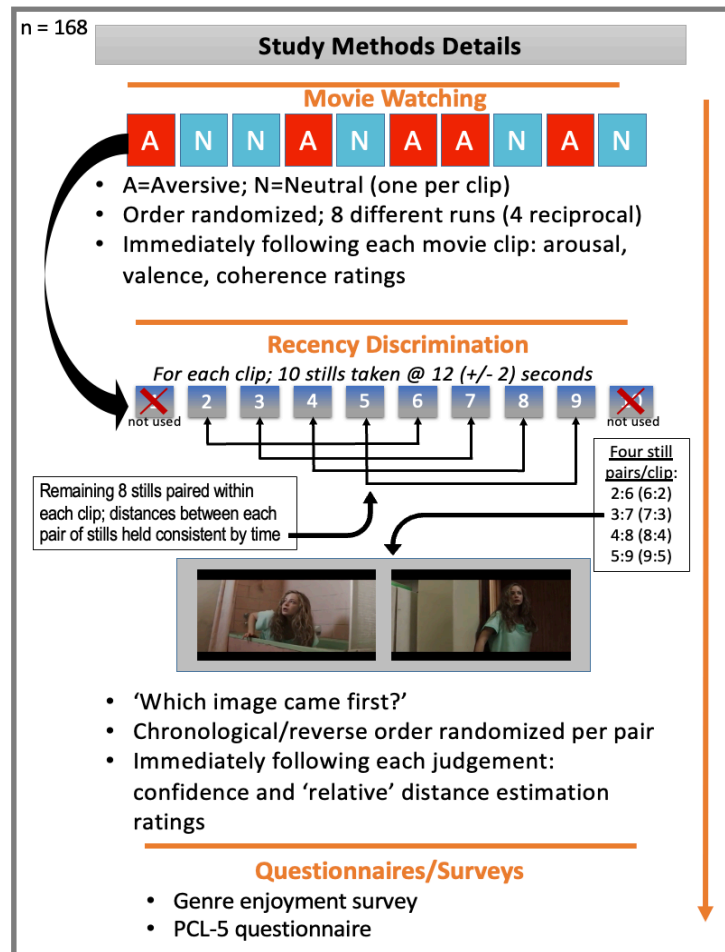 n = 168
Study Methods Details
Movie Watching
A N N A N A A N A N
• A=Aversive; N=Neutral (one per clip)
• Order randomized; 8 different runs (4 reciprocal)
• Immediately following each movie clip: arousal,
valence, coherence ratings
Recency Discrimination
For each clip; 10 stills taken @ 12 (+/- 2) seconds
2 3 4 5 6 7 8 9
not used
not used
Remaining 8 stills paired within
each clip; distances between each
pair of stills held consistent by time
Four still
pairs/clip:
2:6 (6:2)
3:7 (7:3)
4:8 (8:4)
5:9 (9:5)
• ‘Which image came first?’
• Chronological/reverse order randomized per pair
• Immediately following each judgement:
confidence and ‘relative’ distance estimation
ratings
Questionnaires/Surveys
• Genre enjoyment survey
• PCL-5 questionnaire